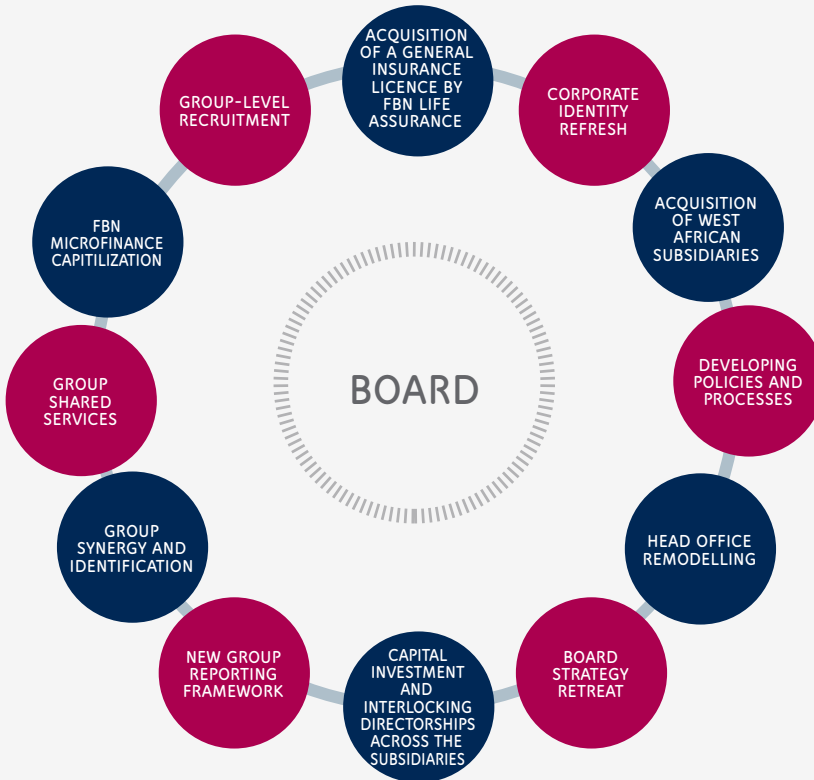 ACQUISITION
OF A GENERAL
INSURANCE
LICENCE BY
FBN LIFE
ASSURANCE
CORPORATE
IDENTITY
REFRESH
ACQUISITION
OF WEST
AFRICAN
SUBSIDIARIES
DEVELOPING
POLICIES AND
PROCESSES
HEAD OFFICE
REMODELLING
BOARD
STRATEGY
RETREAT
CAPITAL
INVESTMENT
AND
INTERLOCKING
DIRECTORSHIPS
ACROSS THE
SUBSIDIARIES
NEW GROUP
REPORTING
FRAMEWORK
GROUP
SYNERGY AND
IDENTIFICATION
GROUP
SHARED
SERVICES
FBN
MICROFINANCE
CAPITILIZATION
GROUP-LEVEL
RECRUITMENT
BOARD